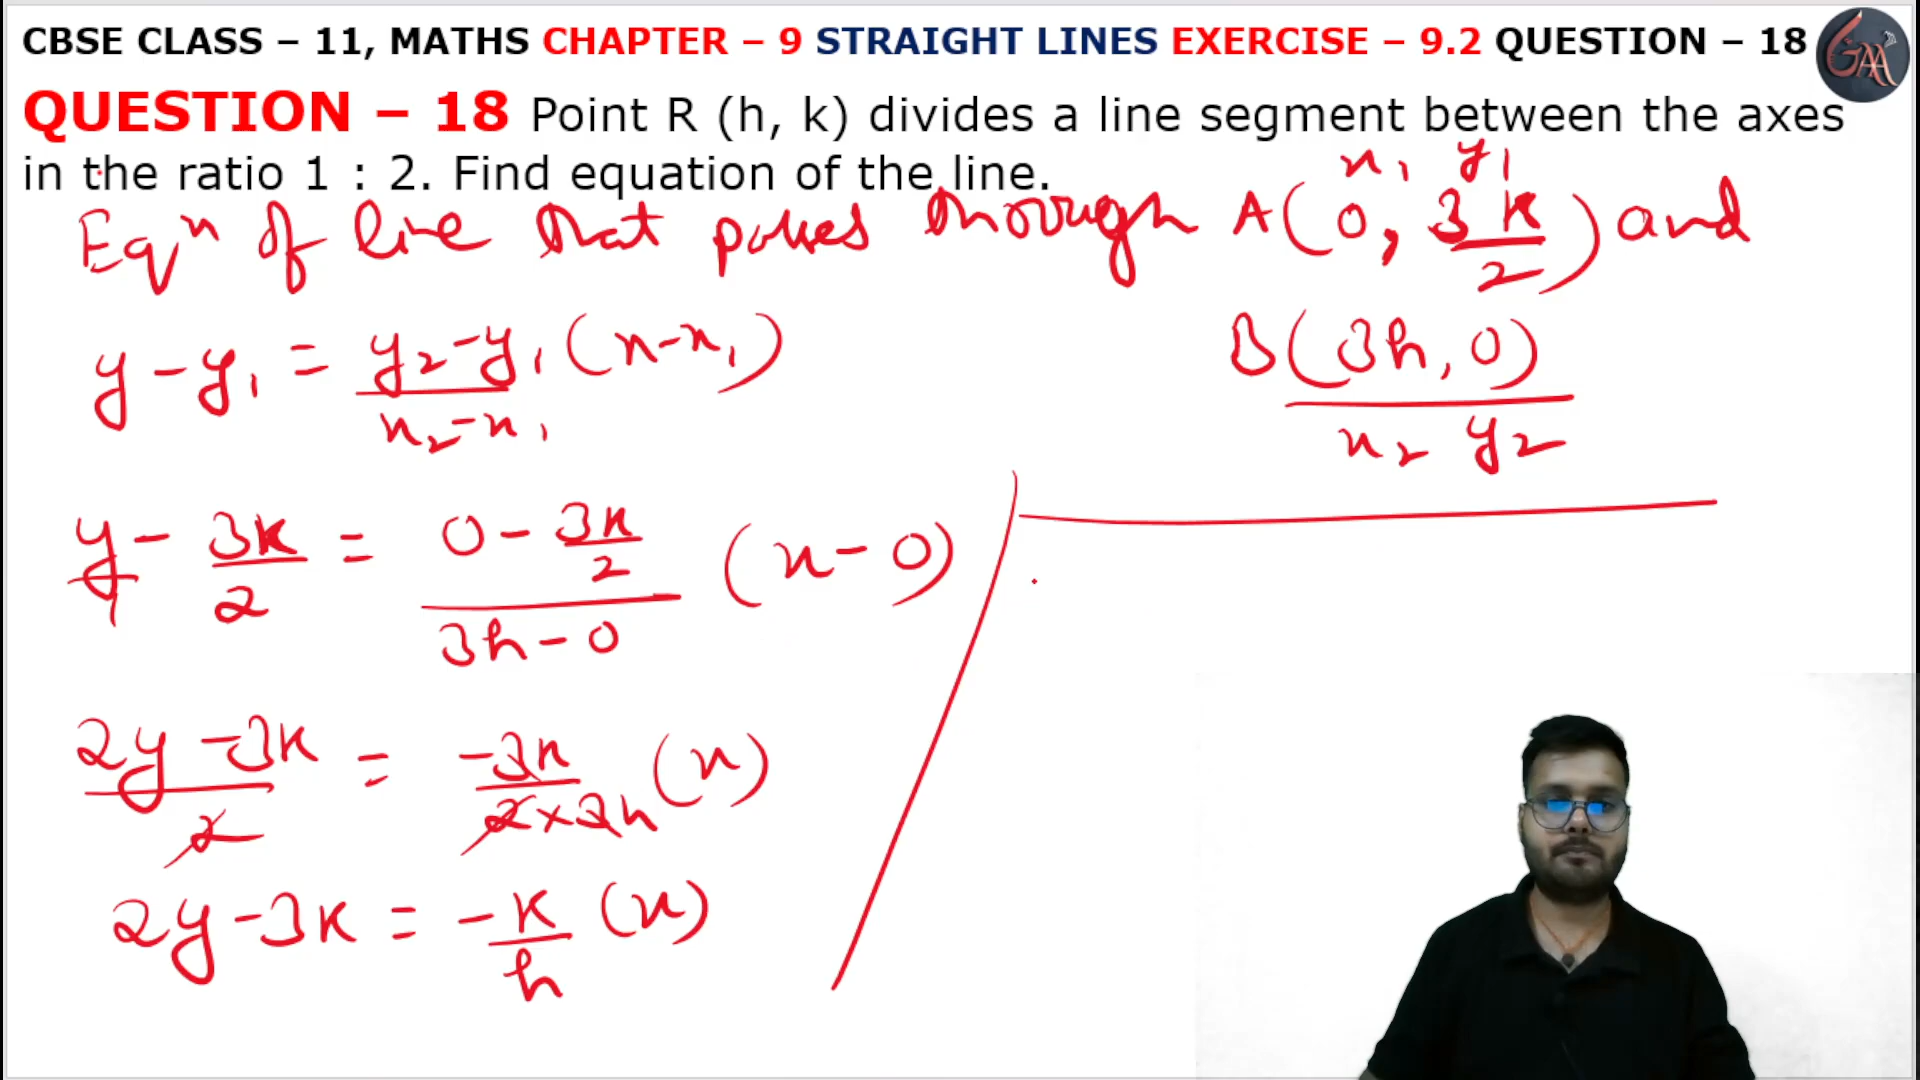 CBSE CLASS – 11, MATHS CHAPTER – 9 STRAIGHT LINES EXERCISE – 9.2 QUESTION – 18
QUESTION – 18 Point R (h, k) divides a line segment between the axes
in the ratio 1 : 2. Find equation of the line.
x₁ y₁
Eqⁿ of line that passes through A(0, 3k/2) and
B(3h, 0)
x₂ y₂
y - y₁ = (y₂ - y₁)/(x₂ - x₁) (x - x₁)
y - 3k/2 = (0 - 3k/2)/(3h - 0) (x - 0)
(2y - 3k)/2 = -3k/(2×3h) (x)
2y - 3k = -k/h (x)